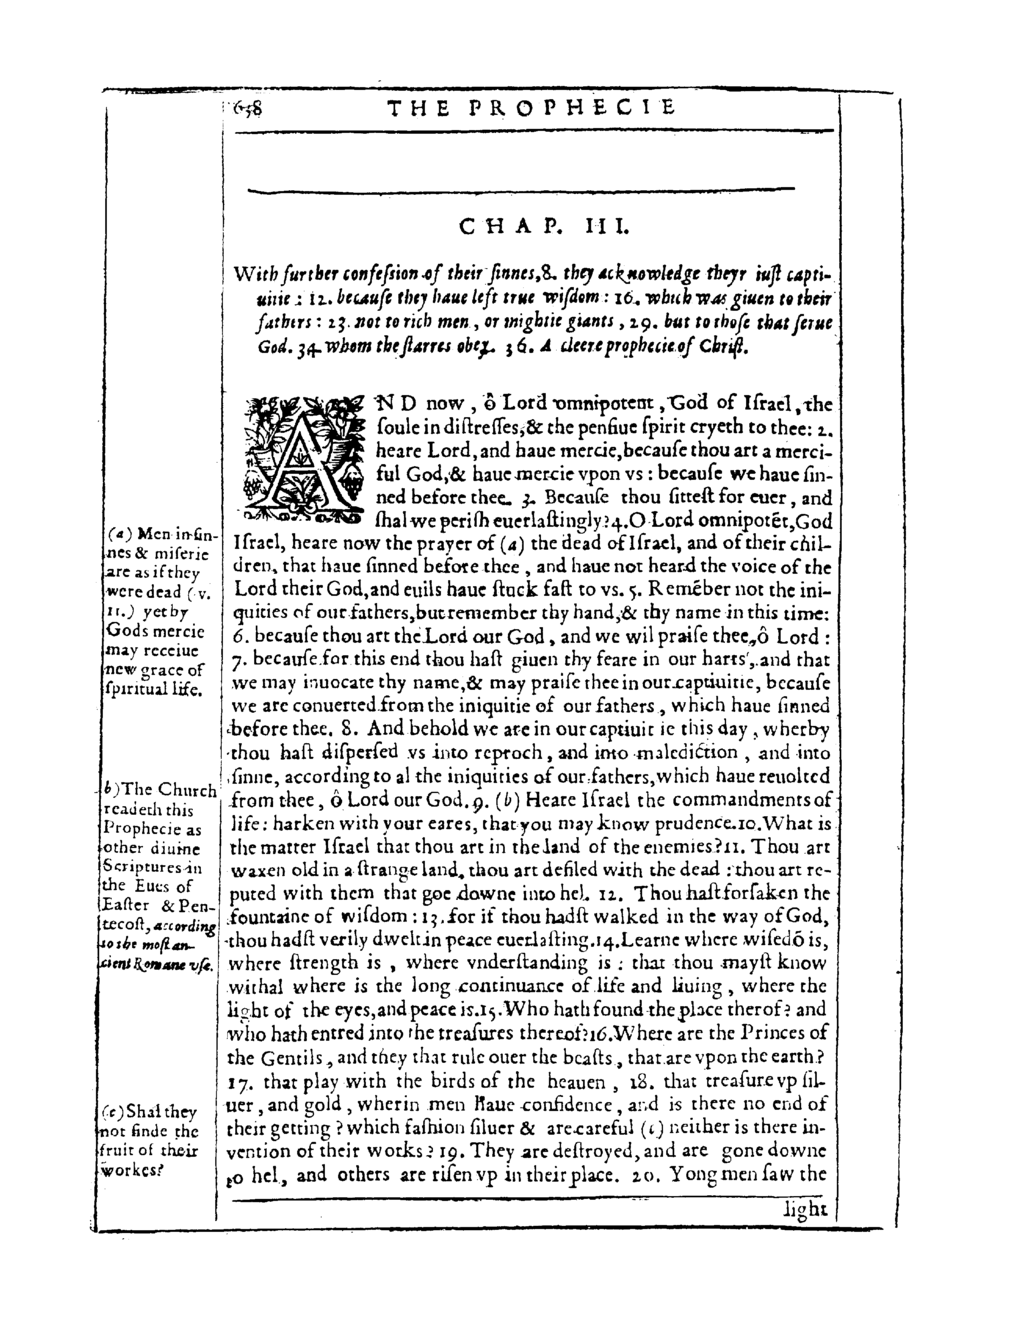 658 THE PROPHECIE
CHAP. III.
With further confeſsion of their ſinnes, 8. they acknowledge theyr iuſt capti-
uitie : 12. becauſe they haue left true wiſdom : 16. which was giuen to their
fathers : 23. not to rich men, or mightie giants, 29. but to thoſe that ſerue
God. 34. whom the ſtarres obey. 36. A cleere prophecie of Chriſt.
AND now, ô Lord omnipotent, God of Iſrael, the
ſoule in diſtreſſes, & the penſiue ſpirit cryeth to thee: 2.
heare Lord, and haue mercie, becauſe thou art a merci-
ful God, & haue mercie vpon vs : becauſe we haue ſin-
ned before thee. 3. Becauſe thou ſitteſt for euer, and
ſhal we periſh euerlaſtingly? 4. O Lord omnipotēt, God
Iſrael, heare now the prayer of (a) the dead of Iſrael, and of their chil-
dren, that haue ſinned before thee, and haue not heard the voice of the
Lord their God, and euils haue ſtuck faſt to vs. 5. Remēber not the ini-
quities of our fathers, but remember thy hand, & thy name in this time:
6. becauſe thou art the Lord our God, and we wil praiſe thee, ô Lord :
7. becauſe for this end thou haſt giuen thy feare in our harts, and that
we may inuocate thy name, & may praiſe thee in our captiuitie, becauſe
we are conuerted from the iniquitie of our fathers, which haue ſinned
before thee. 8. And behold we are in our captiuit ie this day, wherby
thou haſt diſperſed vs into reproch, and into malediction, and into
ſinne, according to al the iniquities of our fathers, which haue reuolted
from thee, ô Lord our God. 9. (b) Heare Iſrael the commandments of
life: harken with your eares, that you may know prudence. 10. What is
the matter Iſrael that thou art in the land of the enemies? 11. Thou art
waxen old in a ſtrange land, thou art defiled with the dead : thou art re-
puted with them that goe downe into hel. 12. Thou haſt forſaken the
fountaine of wiſdom : 13. for if thou hadſt walked in the way of God,
thou hadſt verily dwelt in peace euerlaſting. 14. Learne where wiſedō is,
where ſtrength is, where vnderſtanding is : that thou mayſt know
withal where is the long continuance of life and liuing, where the
light of the eyes, and peace is. 15. Who hath found the place therof? and
who hath entred into the treaſures thereof? 16. Where are the Princes of
the Gentils, and they that rule ouer the beaſts, that are vpon the earth?
17. that play with the birds of the heauen, 18. that treaſure vp ſil-
uer, and gold, wherin men haue confidence, and is there no end of
their getting? which faſhion ſiluer & are careful (c) neither is there in-
vention of their works? 19. They are deſtroyed, and are gone downe
to hel, and others are riſen vp in their place. 20. Yong men ſaw the
light
(a) Men in ſin-
nes & miſerie
are as if they
were dead (v.
11.) yet by
Gods mercie
may receiue
new grace of
ſpiritual life.
b) The Church
readeth this
Prophecie as
other diuine
Scriptures in
the Eues of
Eaſter & Pen-
tecoſt, according
to the moſt an-
cient Romane vſe.
(c) Shal they
not finde the
fruit of their
workes?